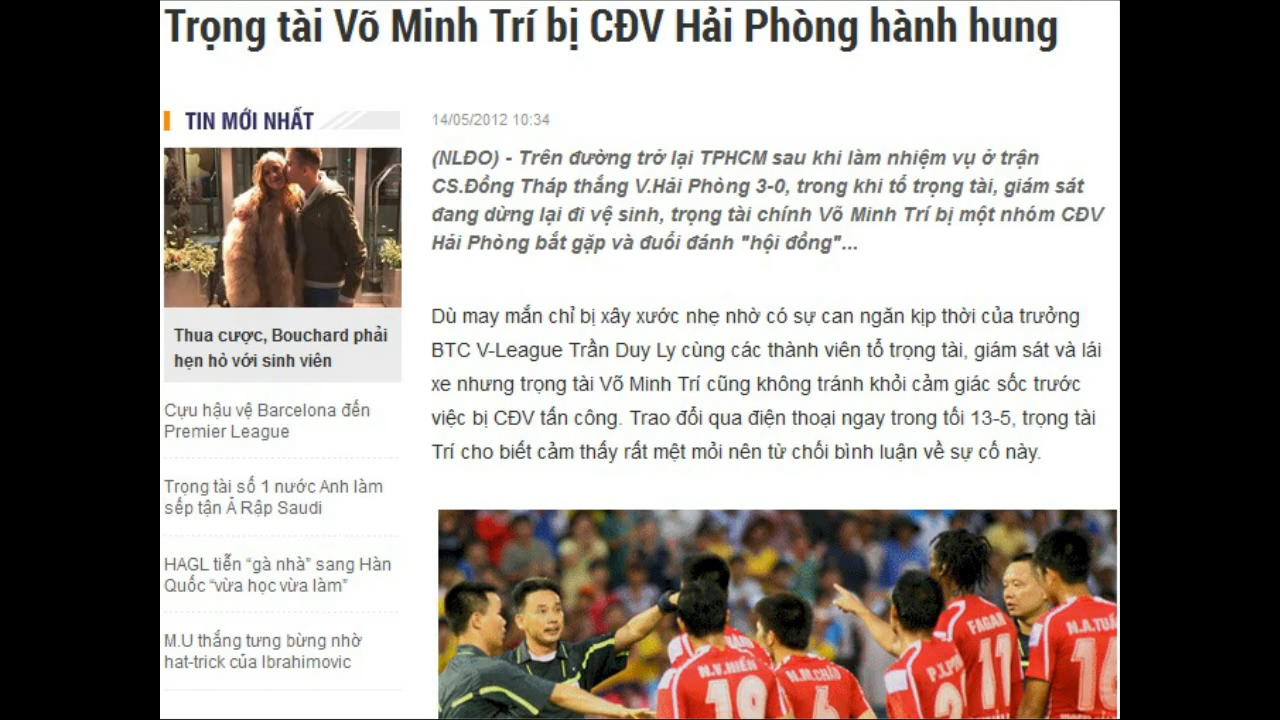 Trọng tài Võ Minh Trí bị CĐV Hải Phòng hành hung
TIN MỚI NHẤT
Thua cược, Bouchard phải
hẹn hò với sinh viên
Cựu hậu vệ Barcelona đến
Premier League
Trọng tài số 1 nước Anh làm
sếp tận Ả Rập Saudi
HAGL tiễn “gà nhà” sang Hàn
Quốc “vừa học vừa làm”
M.U thắng tưng bừng nhờ
hat-trick của Ibrahimovic
14/05/2012 10:34
(NLĐO) - Trên đường trở lại TPHCM sau khi làm nhiệm vụ ở trận
CS.Đồng Tháp thắng V.Hải Phòng 3-0, trong khi tổ trọng tài, giám sát
đang dừng lại đi vệ sinh, trọng tài chính Võ Minh Trí bị một nhóm CĐV
Hải Phòng bắt gặp và đuổi đánh "hội đồng"...
Dù may mắn chỉ bị xây xước nhẹ nhờ có sự can ngăn kịp thời của trưởng
BTC V-League Trần Duy Ly cùng các thành viên tổ trọng tài, giám sát và lái
xe nhưng trọng tài Võ Minh Trí cũng không tránh khỏi cảm giác sốc trước
việc bị CĐV tấn công. Trao đổi qua điện thoại ngay trong tối 13-5, trọng tài
Trí cho biết cảm thấy rất mệt mỏi nên từ chối bình luận về sự cố này.
N.V.HIỀN
19
N.M.CHÂU
6
FAGAN
11
N.A.TUẤ
16